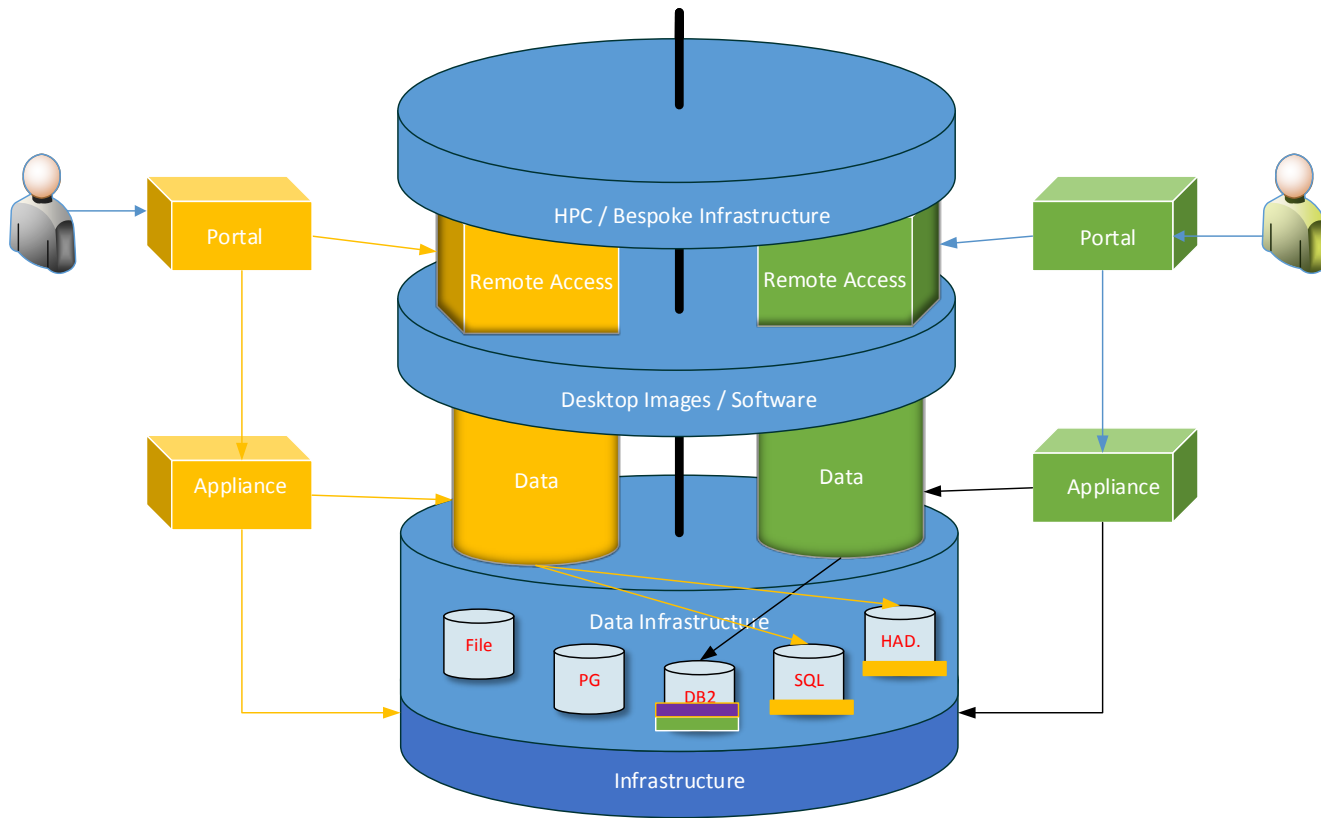 HPC / Bespoke Infrastructure
Portal
Portal
Remote Access
Remote Access
Desktop Images / Software
Appliance
Data
Data
Appliance
Data Infrastructure
File
PG
DB2
SQL
HAD.
Infrastructure